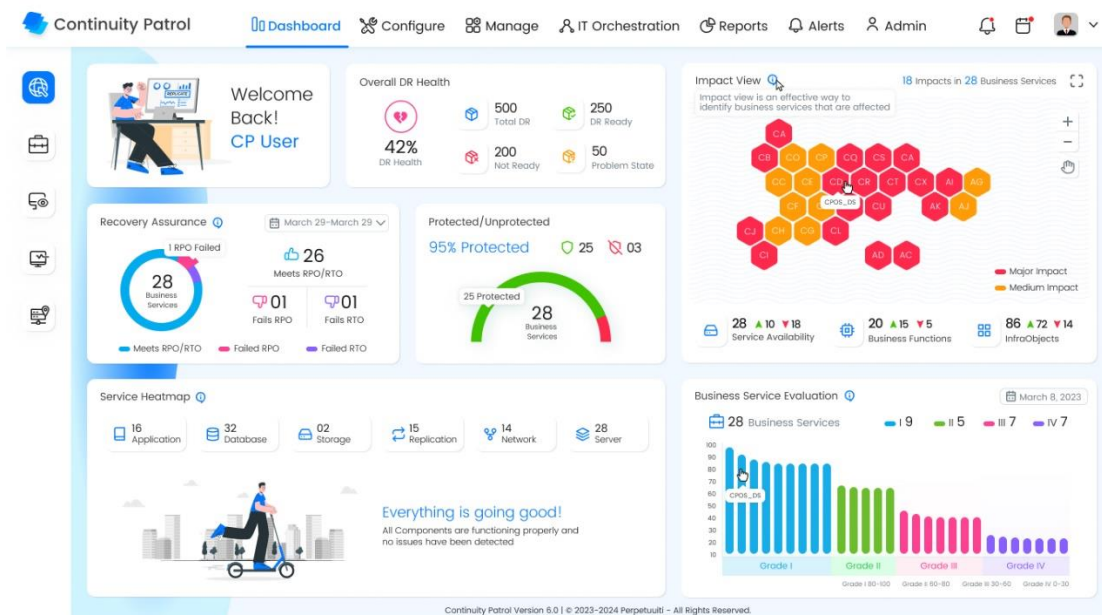 Continuity Patrol
Dashboard
Configure
Manage
IT Orchestration
Reports
Alerts
Admin
REPLICATE
Welcome
Back!
CP User
Overall DR Health
42%
DR Health
500
Total DR
250
DR Ready
200
Not Ready
50
Problem State
Impact View
18 Impacts in 28 Business Services
Impact view is an effective way to
identify business services that are affected
CA
CB CO CP CQ CS CA
CC CE CD CR CT CX AI AG
CF CU AK AJ
CPOS_DS
CJ CH CG CL
CI AD AC
Major Impact
Medium Impact
28 10 18
Service Availability
20 15 5
Business Functions
86 72 14
InfraObjects
Recovery Assurance
March 29-March 29
1 RPO Failed
28
Business
Services
26
Meets RPO/RTO
01
Fails RPO
01
Fails RTO
Meets RPO/RTO
Failed RPO
Failed RTO
Protected/Unprotected
95% Protected
25
03
25 Protected
28
Business
Services
Service Heatmap
16
Application
32
Database
02
Storage
15
Replication
14
Network
28
Server
Everything is going good!
All Components are functioning properly and
no issues have been detected
Business Service Evaluation
March 8, 2023
28 Business Services
I 9
II 5
III 7
IV 7
100
90
80
70
60
50
40
30
20
10
CPOS_DS
Grade I
Grade II
Grade III
Grade IV
Grade I 80-100
Grade II 60-80
Grade III 30-60
Grade IV 0-30
Continuity Patrol Version 6.0 | © 2023-2024 Perpetuuiti - All Rights Reserved.